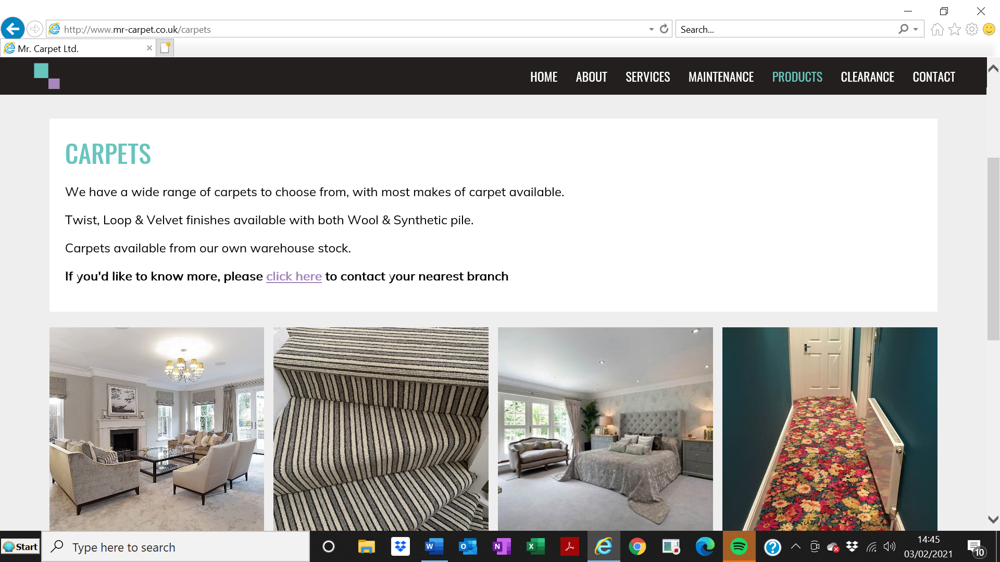 http://www.mr-carpet.co.uk/carpets
Search...
Mr. Carpet Ltd.
HOME ABOUT SERVICES MAINTENANCE PRODUCTS CLEARANCE CONTACT
CARPETS
We have a wide range of carpets to choose from, with most makes of carpet available.
Twist, Loop & Velvet finishes available with both Wool & Synthetic pile.
Carpets available from our own warehouse stock.
If you'd like to know more, please click here to contact your nearest branch
Start
Type here to search
14:45
03/02/2021
10